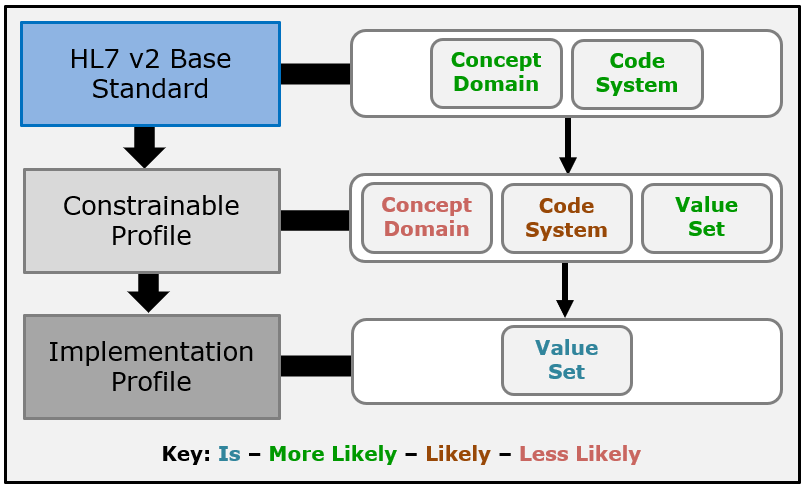 HL7 v2 Base
Standard
Concept
Domain
Code
System
Constrainable
Profile
Concept
Domain
Code
System
Value
Set
Implementation
Profile
Value
Set
Key: Is – More Likely – Likely – Less Likely